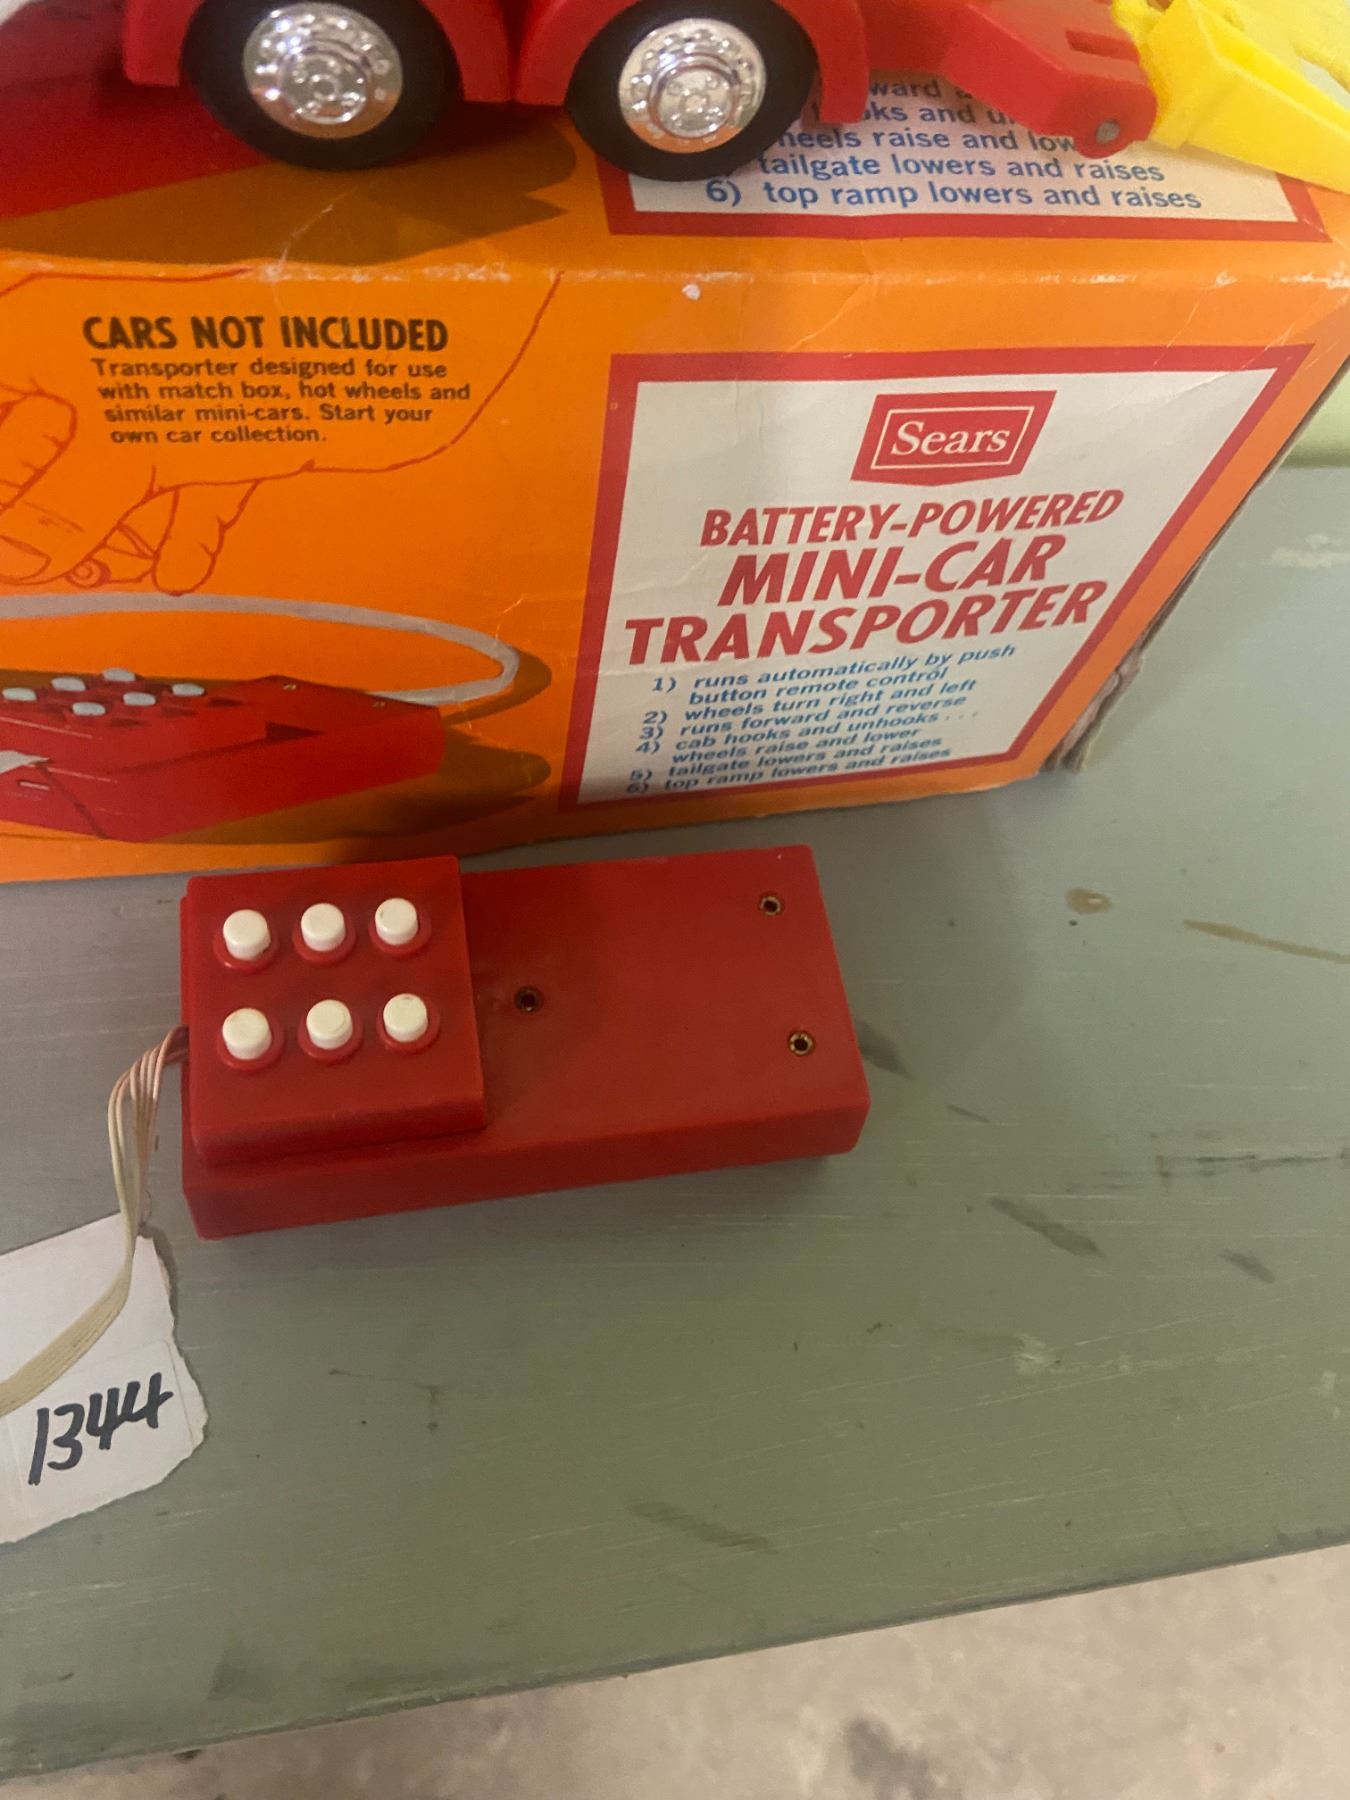 ward
ks and
heels raise and low
tailgate lowers and raises
6) top ramp lowers and raises
CARS NOT INCLUDED
Transporter designed for use
with match box, hot wheels and
similar mini-cars. Start your
own car collection.
Sears
BATTERY-POWERED
MINI-CAR
TRANSPORTER
1) runs automatically by push
button remote control
2) wheels turn right and left
3) runs forward and reverse
4) cab hooks and unhooks...
wheels raise and lower
5) tailgate lowers and raises
6) top ramp lowers and raises
1344